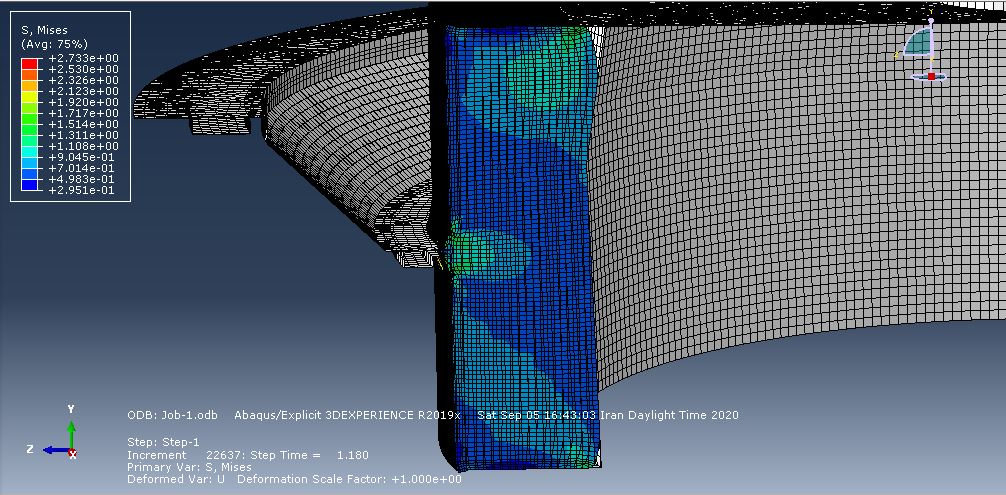 S, Mises
(Avg: 75%)
+2.733e+00
+2.530e+00
+2.326e+00
+2.123e+00
+1.920e+00
+1.717e+00
+1.514e+00
+1.311e+00
+1.108e+00
+9.045e-01
+7.014e-01
+4.983e-01
+2.951e-01
Y
Z
X
ODB: Job-1.odb Abaqus/Explicit 3DEXPERIENCE R2019x Sat Sep 05 16:43:03 Iran Daylight Time 2020
Step: Step-1
Increment 22637: Step Time = 1.180
Primary Var: S, Mises
Deformed Var: U Deformation Scale Factor: +1.000e+00